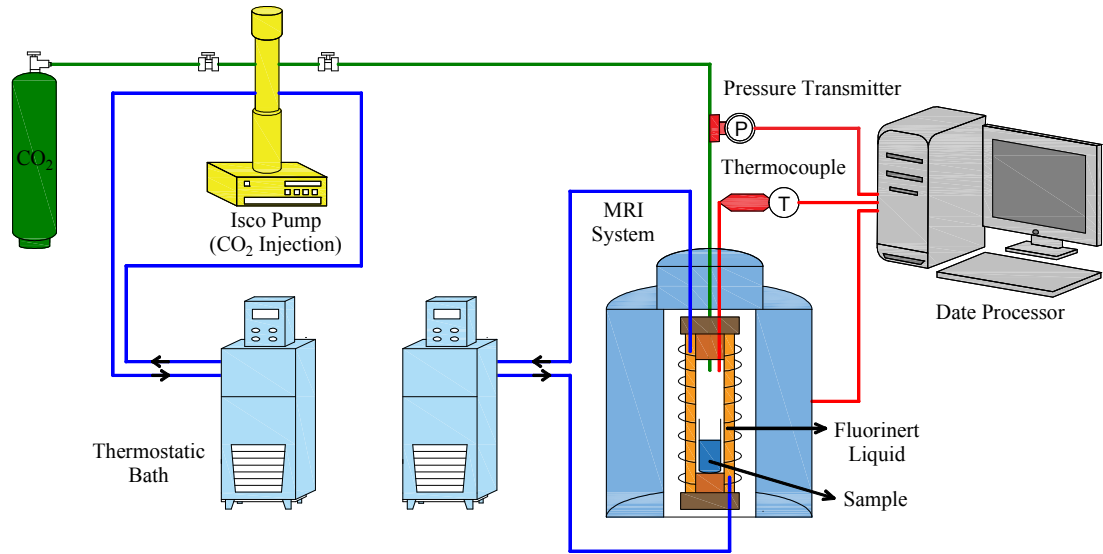 CO₂
Isco Pump
(CO₂ Injection)
Pressure Transmitter
P
Thermocouple
T
MRI
System
Date Processor
Thermostatic
Bath
Fluorinert
Liquid
Sample